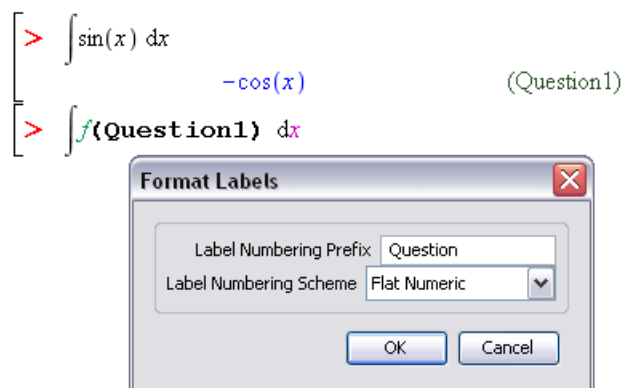 > ∫sin(x) dx
-cos(x) (Question1)
> ∫f(Question1) dx
Format Labels
Label Numbering Prefix Question
Label Numbering Scheme Flat Numeric
OK Cancel